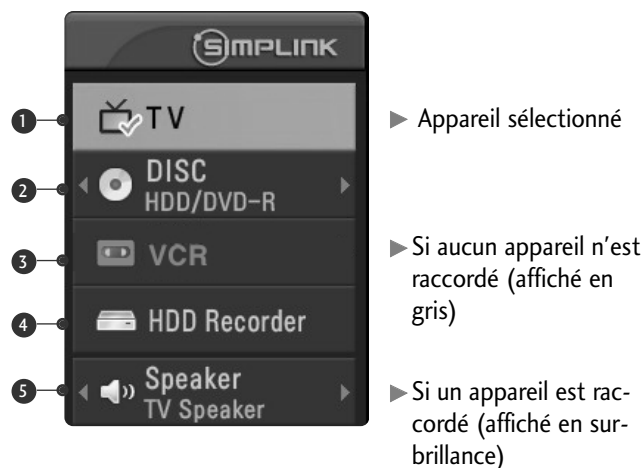 SIMPLINK
1 TV
Appareil sélectionné
2 DISC
HDD/DVD-R
3 VCR
Si aucun appareil n'est
raccordé (affiché en
gris)
4 HDD Recorder
5 Speaker
TV Speaker
Si un appareil est rac-
cordé (affiché en sur-
brillance)